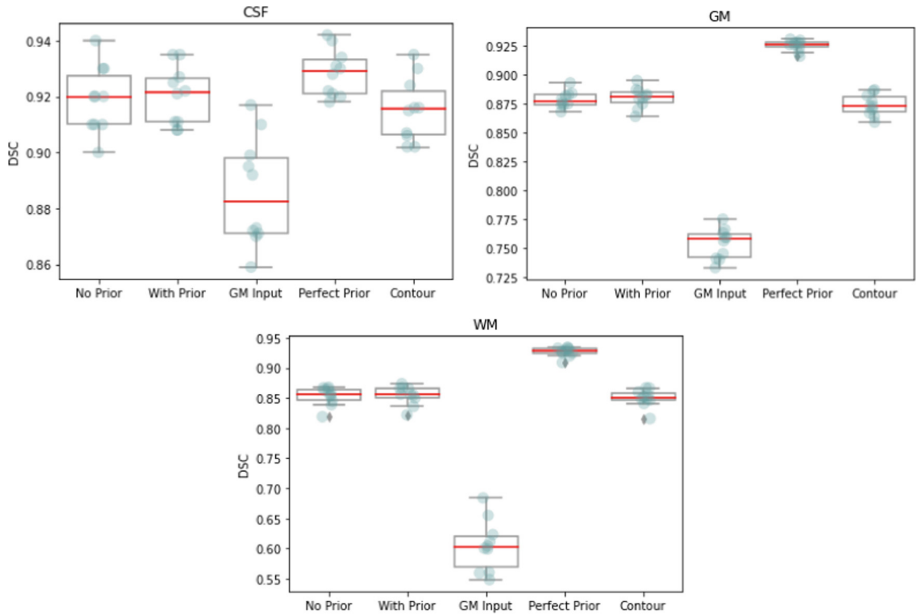 CSF
0.94
0.92
0.90
0.88
0.86
DSC
No Prior With Prior GM Input Perfect Prior Contour
GM
0.925
0.900
0.875
0.850
0.825
0.800
0.775
0.750
0.725
DSC
No Prior With Prior GM Input Perfect Prior Contour
WM
0.95
0.90
0.85
0.80
0.75
0.70
0.65
0.60
0.55
DSC
No Prior With Prior GM Input Perfect Prior Contour